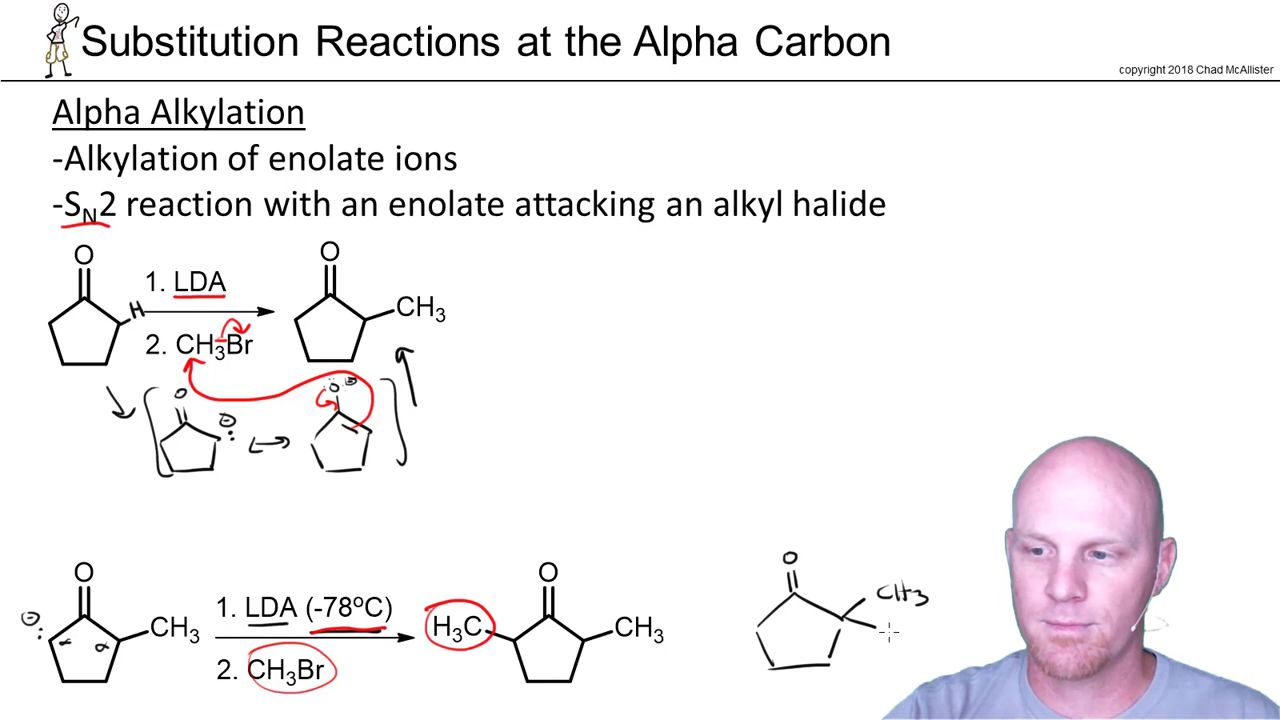 Substitution Reactions at the Alpha Carbon
copyright 2018 Chad McAllister
Alpha Alkylation
-Alkylation of enolate ions
-SN2 reaction with an enolate attacking an alkyl halide
O
O
1. LDA
H
CH3
2. CH3Br
O
O
⊖
⊖
O
O
O
⊖
CH3
α
α
1. LDA (-78ºC)
2. CH3Br
H3C
CH3
CH3